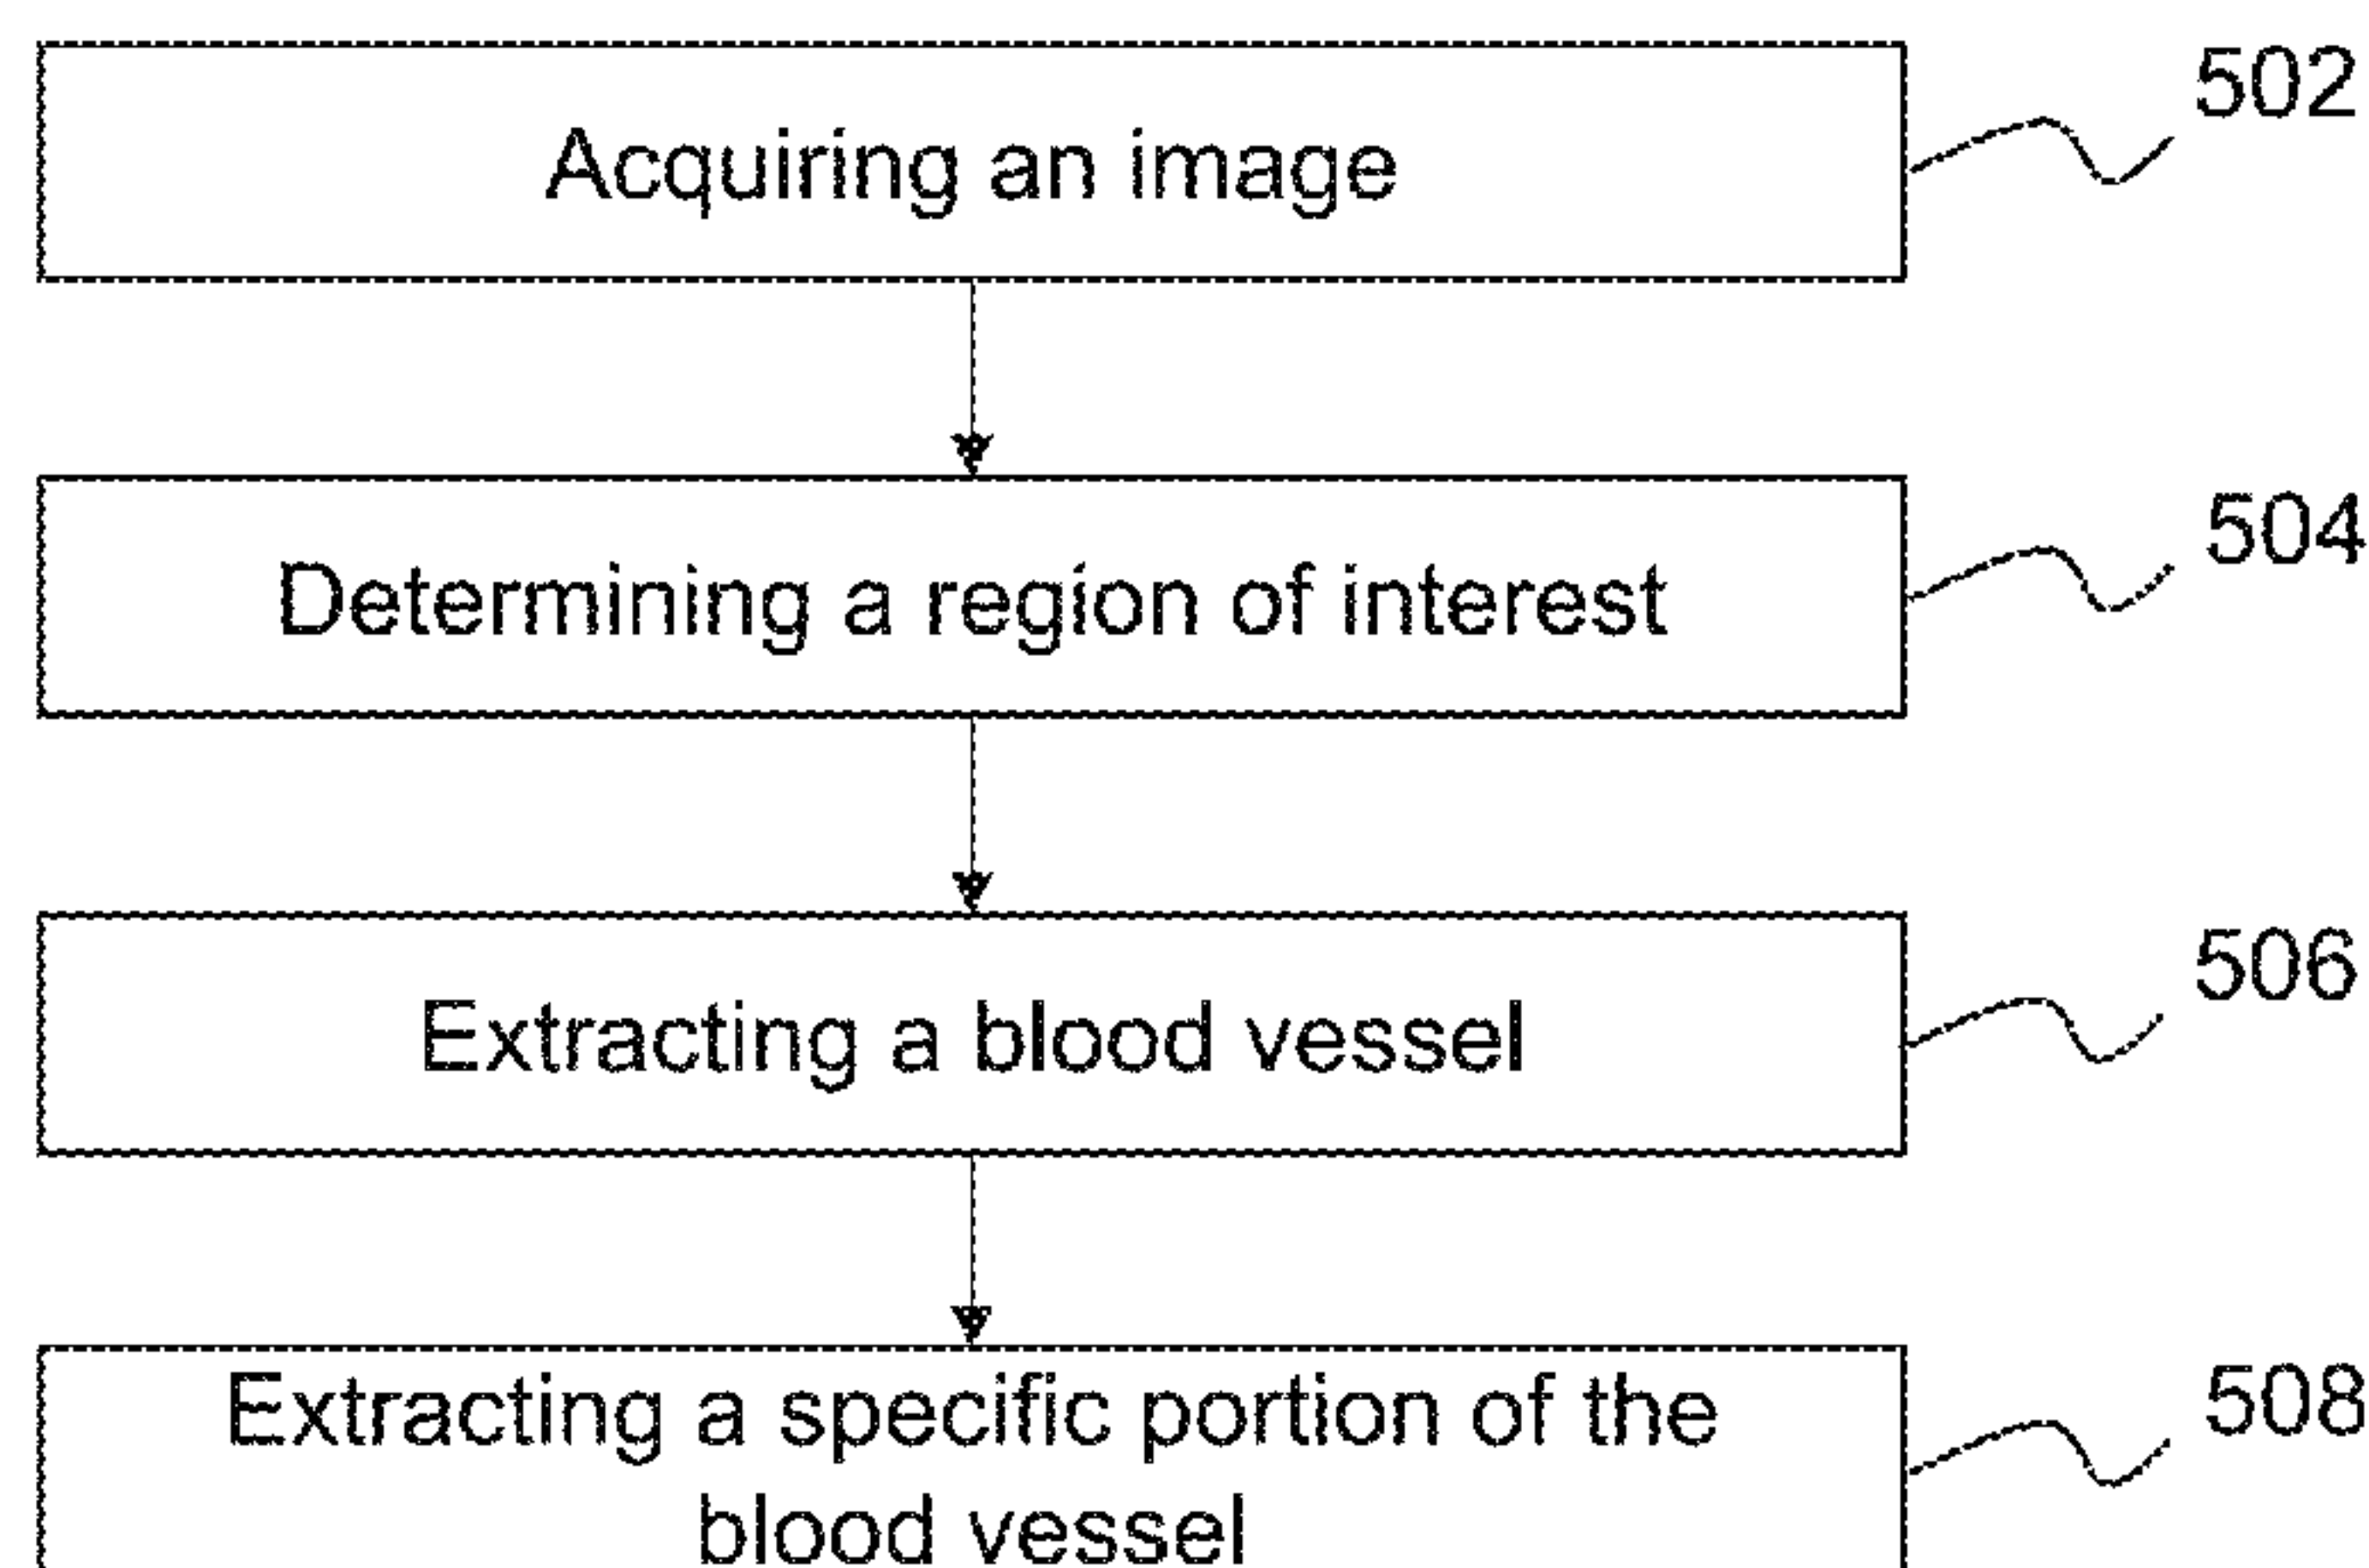 Acquiring an image
502
Determining a region of interest
504
Extracting a blood vessel
506
Extracting a specific portion of the
blood vessel
508